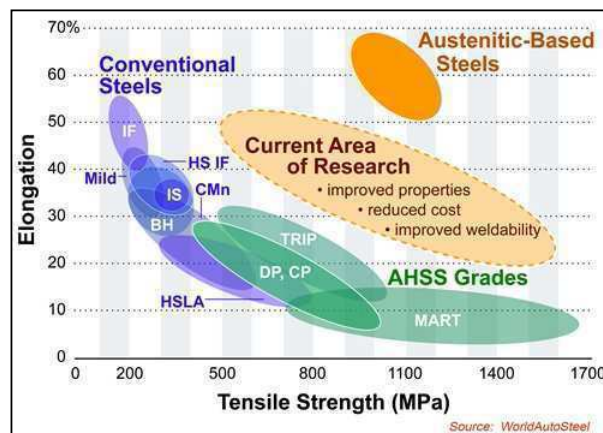 70%
60
50
40
30
20
10
0
Elongation
Conventional
Steels
Austenitic-Based
Steels
IF
HS IF
Mild
IS
CMn
BH
HSLA
Current Area
of Research
• improved properties
• reduced cost
• improved weldability
TRIP
DP, CP
AHSS Grades
MART
0 200 500 800 1100 1400 1700
Tensile Strength (MPa)
Source: WorldAutoSteel